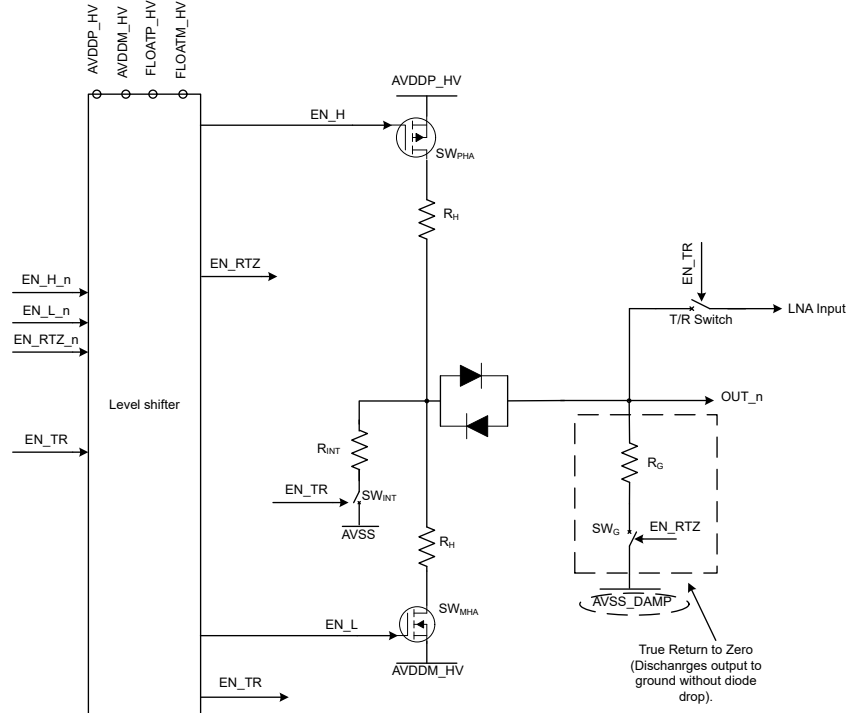 AVDDP_HV
AVDDM_HV
FLOATP_HV
FLOATM_HV
AVDDP_HV
EN_H
SWPHA
RH
EN_RTZ
EN_TR
EN_H_n
EN_L_n
EN_RTZ_n
T/R Switch
LNA Input
Level shifter
OUT_n
EN_TR
RINT
RG
EN_TR
SWINT
AVSS
RH
SWG
EN_RTZ
AVSS_DAMP
SWMHA
EN_L
AVDDM_HV
EN_TR
True Return to Zero
(Dischanrges output to
ground without diode
drop).